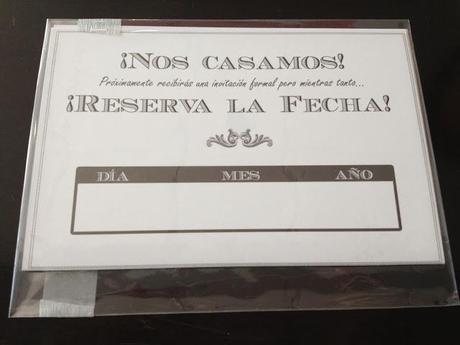 ¡Nos casamos!
Próximamente recibirás una invitación formal pero mientras tanto...
¡Reserva la Fecha!
DÍA MES AÑO